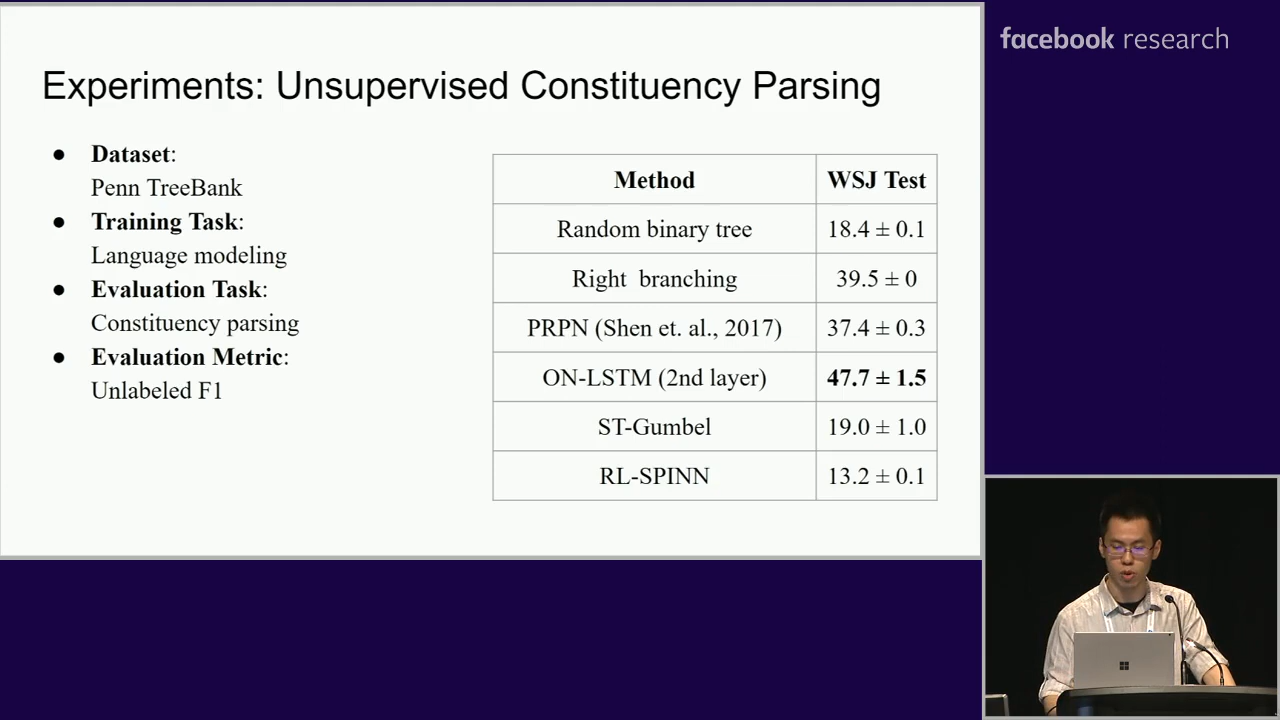 facebook research
Experiments: Unsupervised Constituency Parsing
● Dataset:
Penn TreeBank
● Training Task:
Language modeling
● Evaluation Task:
Constituency parsing
● Evaluation Metric:
Unlabeled F1
Method WSJ Test
Random binary tree 18.4 ± 0.1
Right branching 39.5 ± 0
PRPN (Shen et. al., 2017) 37.4 ± 0.3
ON-LSTM (2nd layer) 47.7 ± 1.5
ST-Gumbel 19.0 ± 1.0
RL-SPINN 13.2 ± 0.1